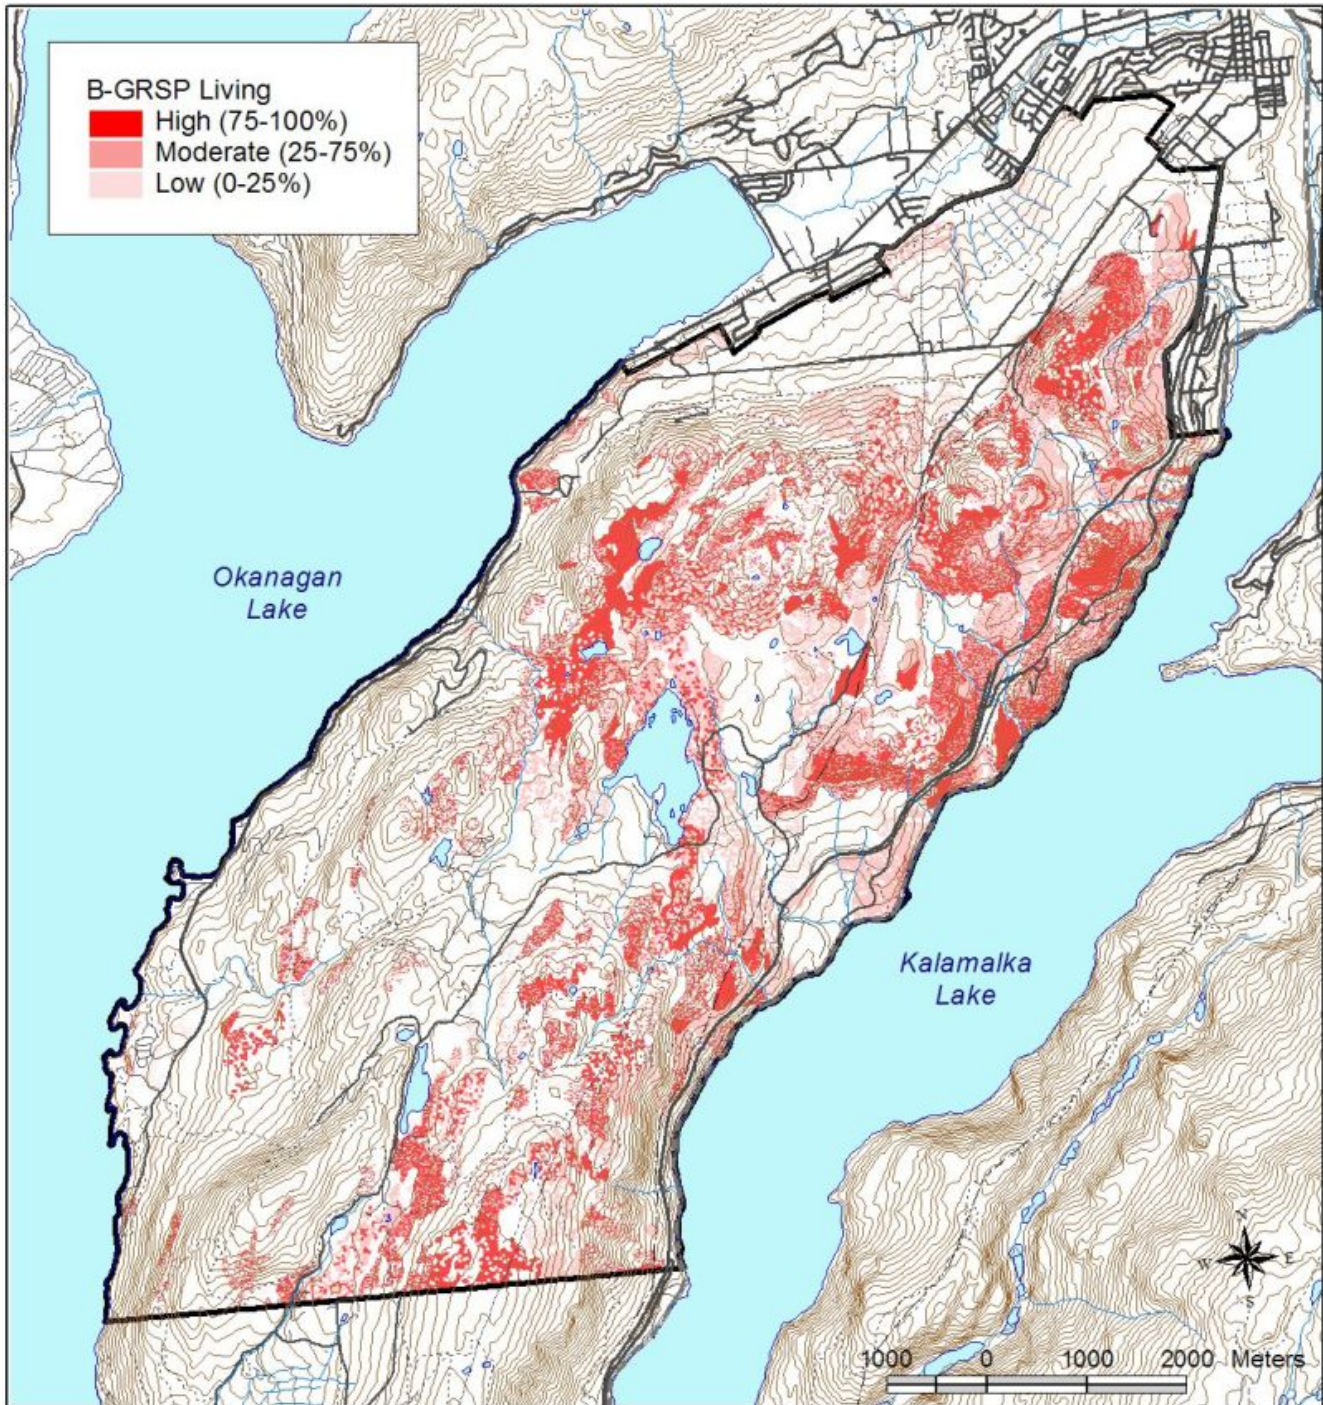 B-GRSP Living
High (75-100%)
Moderate (25-75%)
Low (0-25%)
Okanagan
Lake
Kalamalka
Lake
N
W E
S
1000 0 1000 2000 Meters